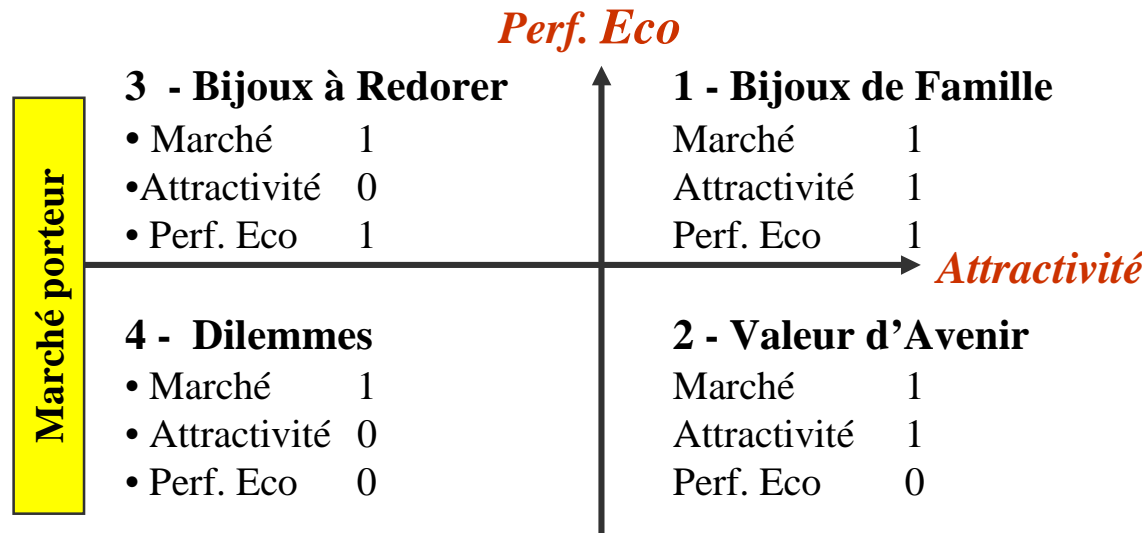 Perf. Eco
Marché porteur
3 - Bijoux à Redorer
• Marché 1
•Attractivité 0
• Perf. Eco 1
1 - Bijoux de Famille
Marché 1
Attractivité 1
Perf. Eco 1
Attractivité
4 - Dilemmes
• Marché 1
• Attractivité 0
• Perf. Eco 0
2 - Valeur d’Avenir
Marché 1
Attractivité 1
Perf. Eco 0